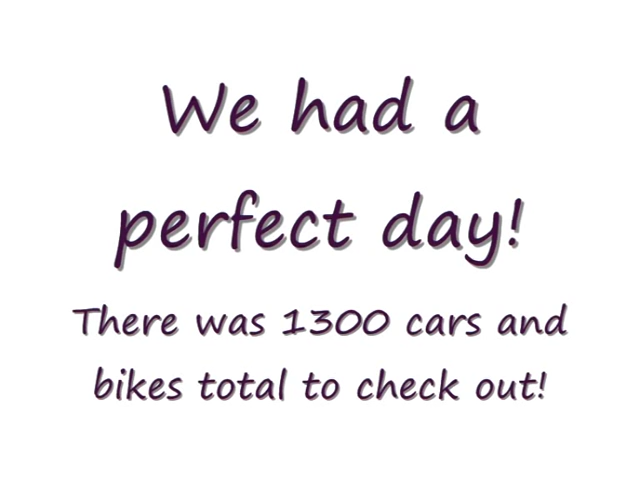 We had a
perfect day!
There was 1300 cars and
bikes total to check out!